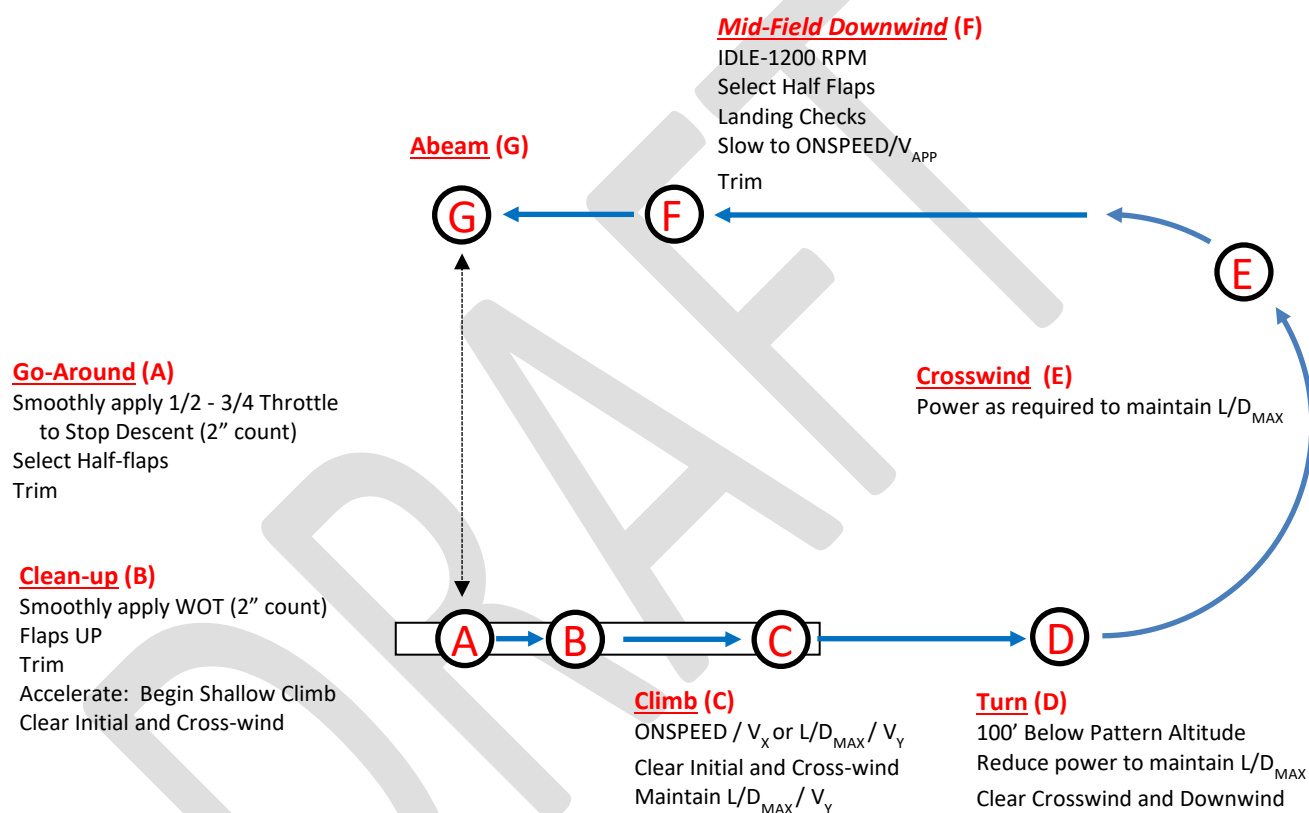 Mid-Field Downwind (F)
IDLE-1200 RPM
Select Half Flaps
Landing Checks
Slow to ONSPEED/VAPP
Trim
Abeam (G)
G
F
E
Go-Around (A)
Smoothly apply 1/2 - 3/4 Throttle
to Stop Descent (2” count)
Select Half-flaps
Trim
Crosswind (E)
Power as required to maintain L/DMAX
Clean-up (B)
Smoothly apply WOT (2” count)
Flaps UP
Trim
Accelerate: Begin Shallow Climb
Clear Initial and Cross-wind
A
B
C
D
Climb (C)
ONSPEED / VX or L/DMAX / VY
Clear Initial and Cross-wind
Maintain L/DMAX / VY
Turn (D)
100’ Below Pattern Altitude
Reduce power to maintain L/DMAX
Clear Crosswind and Downwind
DRAFT